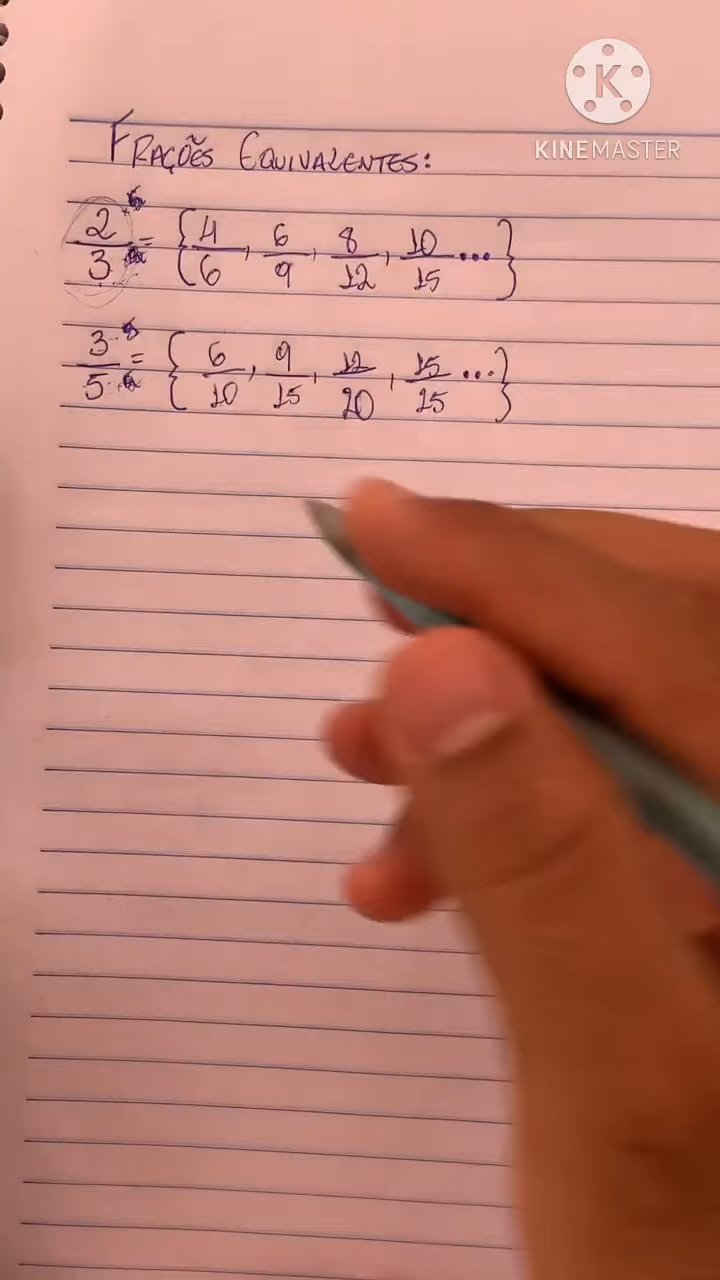 K
KINEMASTER
FRAÇÕES EQUIVALENTES:
2/3 = {4/6, 6/9, 8/12, 10/15 ...}
3/5 = {6/10, 9/15, 12/20, 15/25 ...}